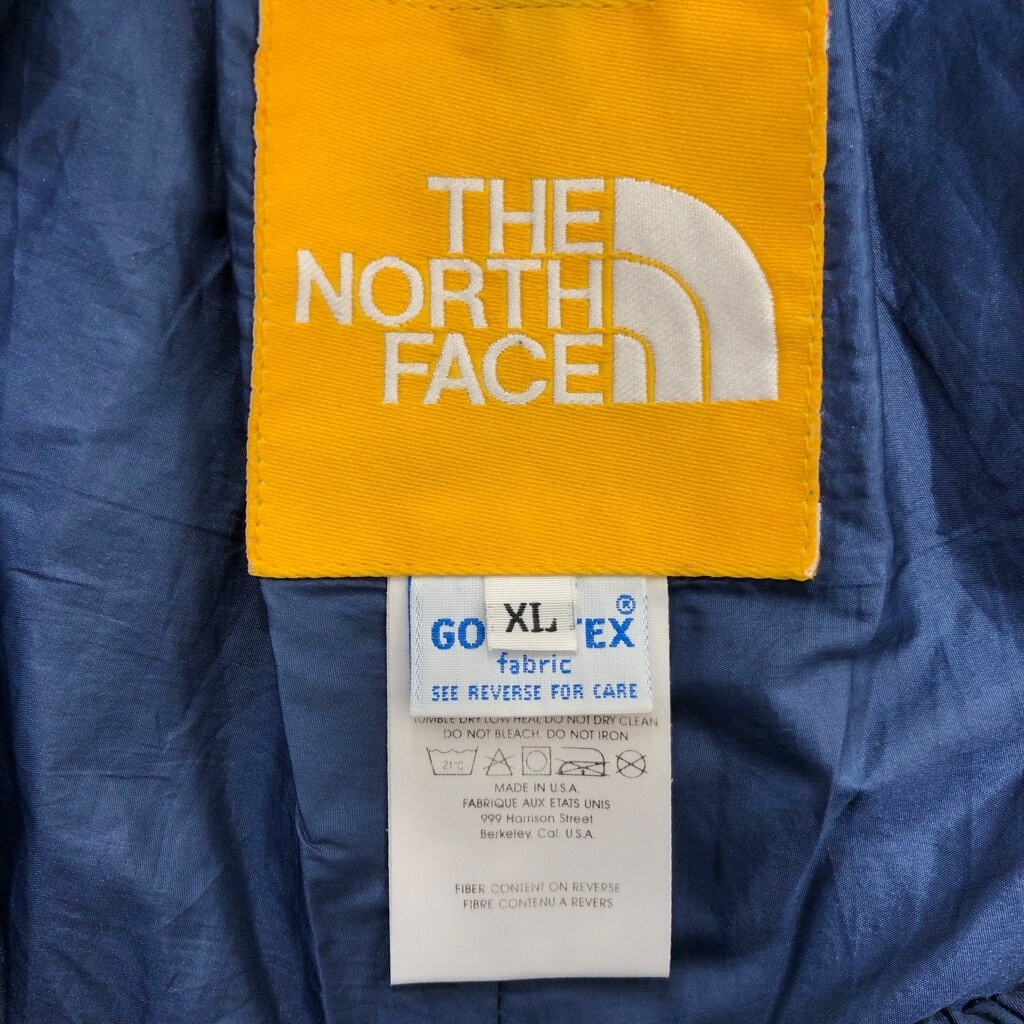 THE
NORTH
FACE
XL
GO TEX®
fabric
SEE REVERSE FOR CARE
TUMBLE DRY LOW HEAT, DO NOT DRY CLEAN
DO NOT BLEACH, DO NOT IRON
21°C
MADE IN U.S.A.
FABRIQUE AUX ETATS UNIS
999 Harrison Street
Berkeley, Cal. U.S.A.
FIBER CONTENT ON REVERSE
FIBRE CONTENU A REVERS